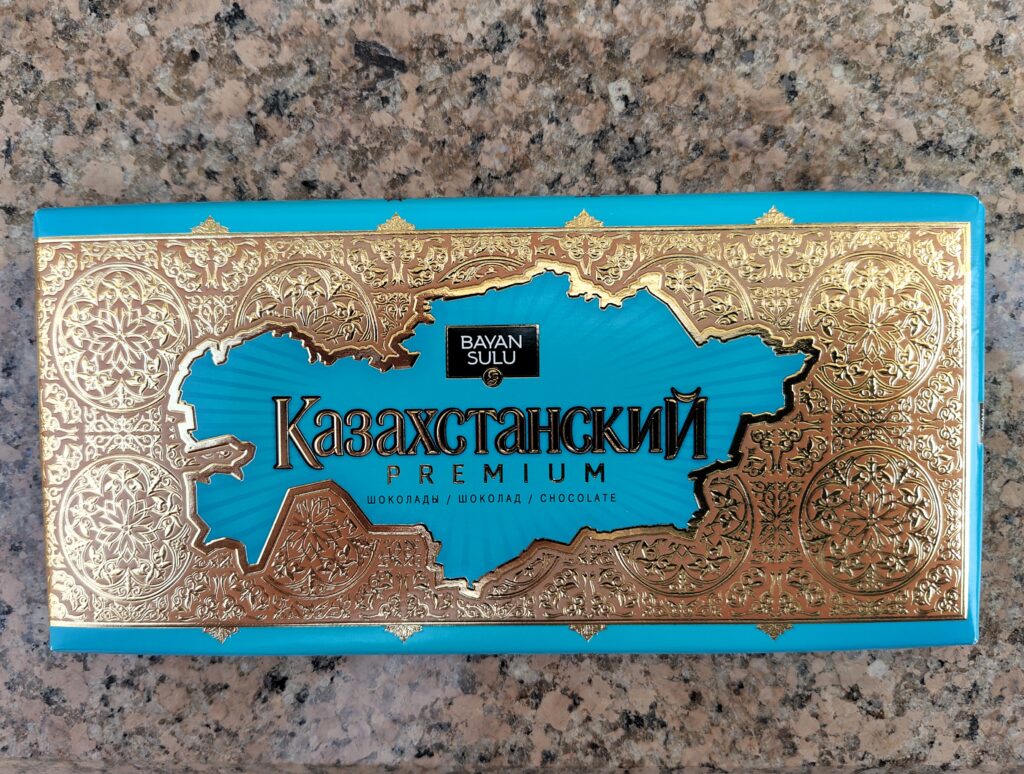 BAYAN
SULU
Казахстанский
PREMIUM
ШОКОЛАДЫ / ШОКОЛАД / CHOCOLATE